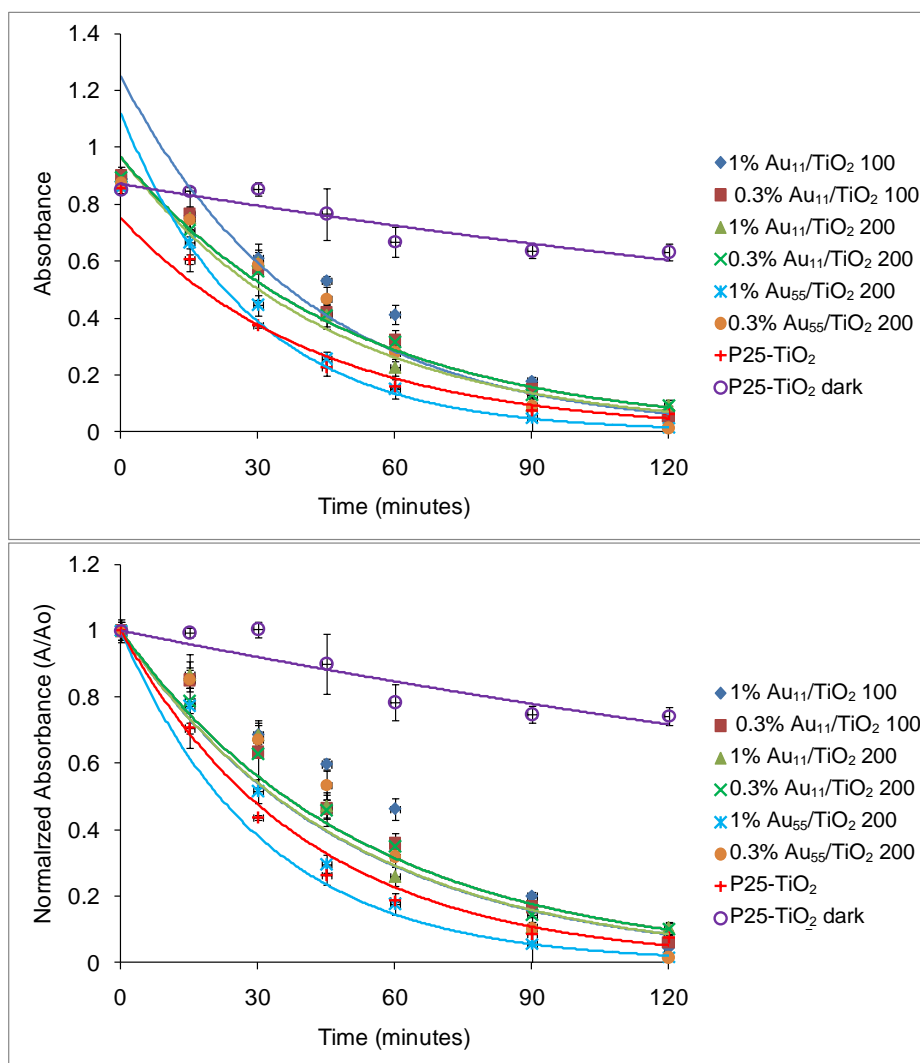 1.4
1.2
1
0.8
0.6
0.4
0.2
0
Absorbance
0 30 60 90 120
Time (minutes)
1% Au₁₁/TiO₂ 100
0.3% Au₁₁/TiO₂ 100
1% Au₁₁/TiO₂ 200
0.3% Au₁₁/TiO₂ 200
1% Au₅₅/TiO₂ 200
0.3% Au₅₅/TiO₂ 200
P25-TiO₂
P25-TiO₂ dark
1.2
1
0.8
0.6
0.4
0.2
0
Normalrzed Absorbance (A/Ao)
0 30 60 90 120
Time (minutes)
1% Au₁₁/TiO₂ 100
0.3% Au₁₁/TiO₂ 100
1% Au₁₁/TiO₂ 200
0.3% Au₁₁/TiO₂ 200
1% Au₅₅/TiO₂ 200
0.3% Au₅₅/TiO₂ 200
P25-TiO₂
P25-TiO₂ dark